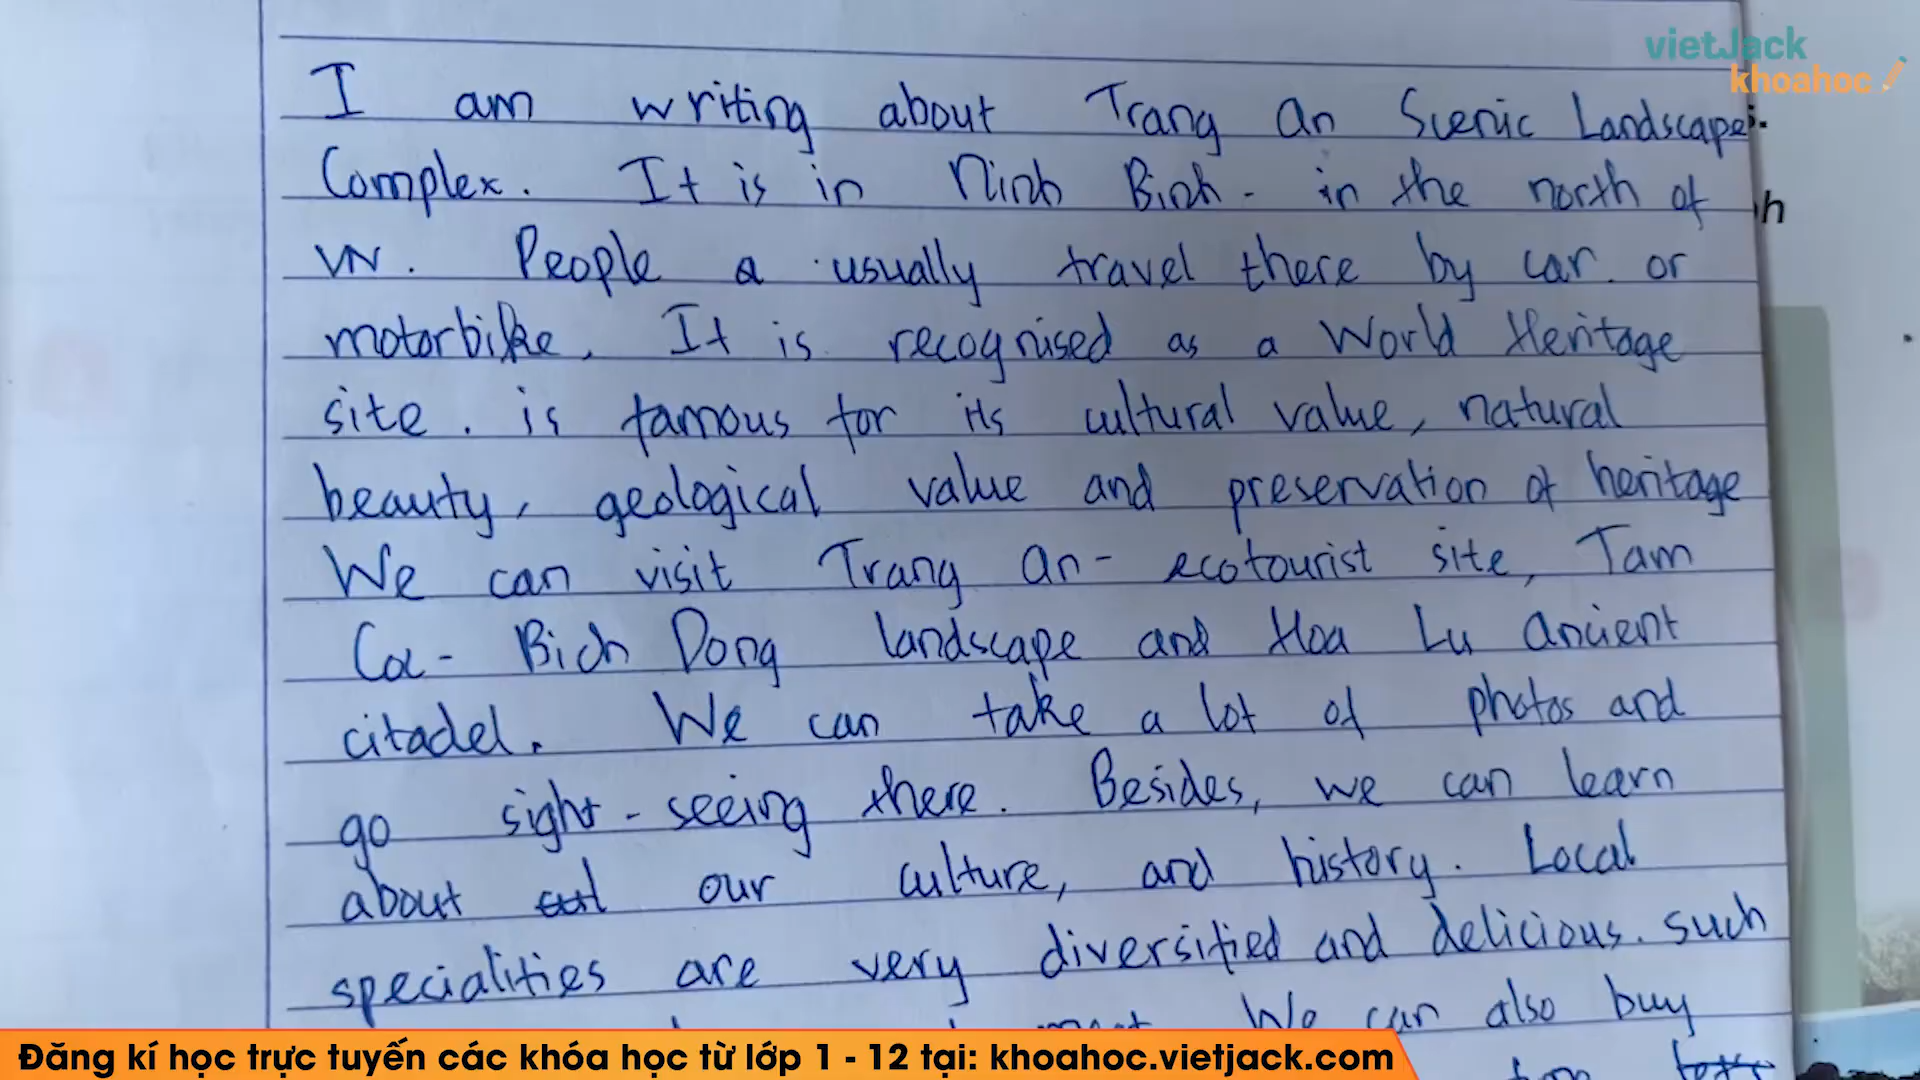 vietJack
khoahoc
I am writing about Trang An Scenic Landscape
Complex. It is in Ninh Binh - in the north of
VN. People a usually travel there by car or
motorbike. It is recognised as a World Heritage
site. is famous for its cultural value, natural
beauty, geological value and preservation of heritage
We can visit Trang An - ecotourist site, Tam
Coc - Bich Dong landscape and Hoa Lu ancient
citadel. We can take a lot of photos and
go sight-seeing there. Besides, we can learn
about our culture, and history. Local
specialities are very diversified and delicious. such
We can also buy
Đăng kí học trực tuyến các khóa học từ lớp 1 - 12 tại: khoahoc.vietjack.com